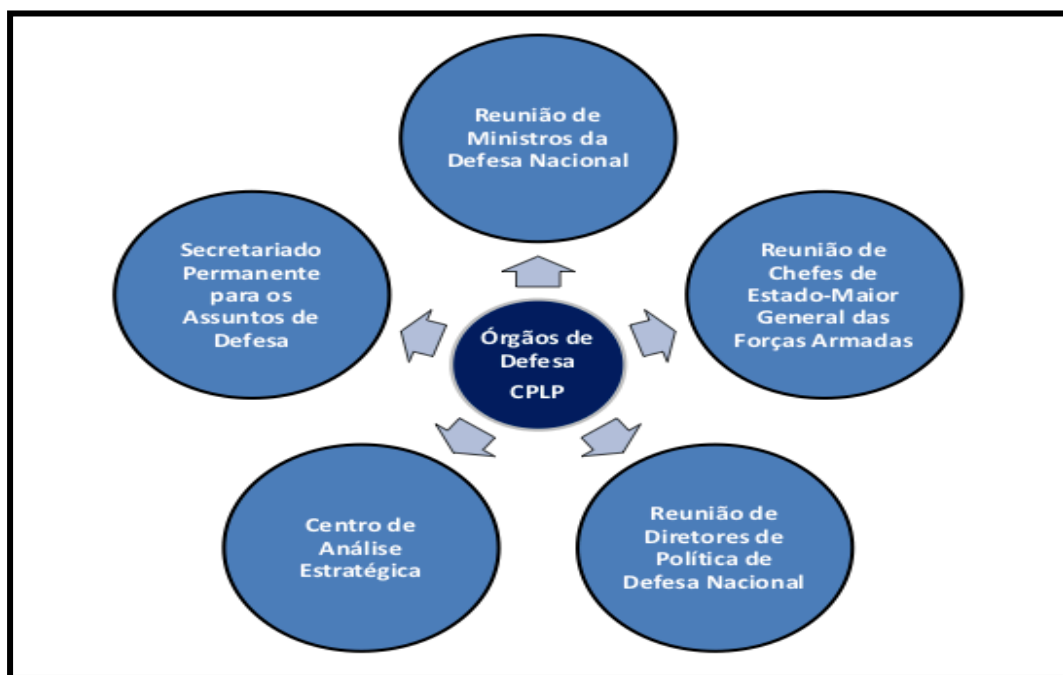 Reunião de
Ministros da
Defesa Nacional
Secretariado
Permanente
para os
Assuntos de
Defesa
Reunião de
Chefes de
Estado-Maior
General das
Forças Armadas
Órgãos de
Defesa
CPLP
Centro de
Análise
Estratégica
Reunião de
Diretores de
Política de
Defesa Nacional